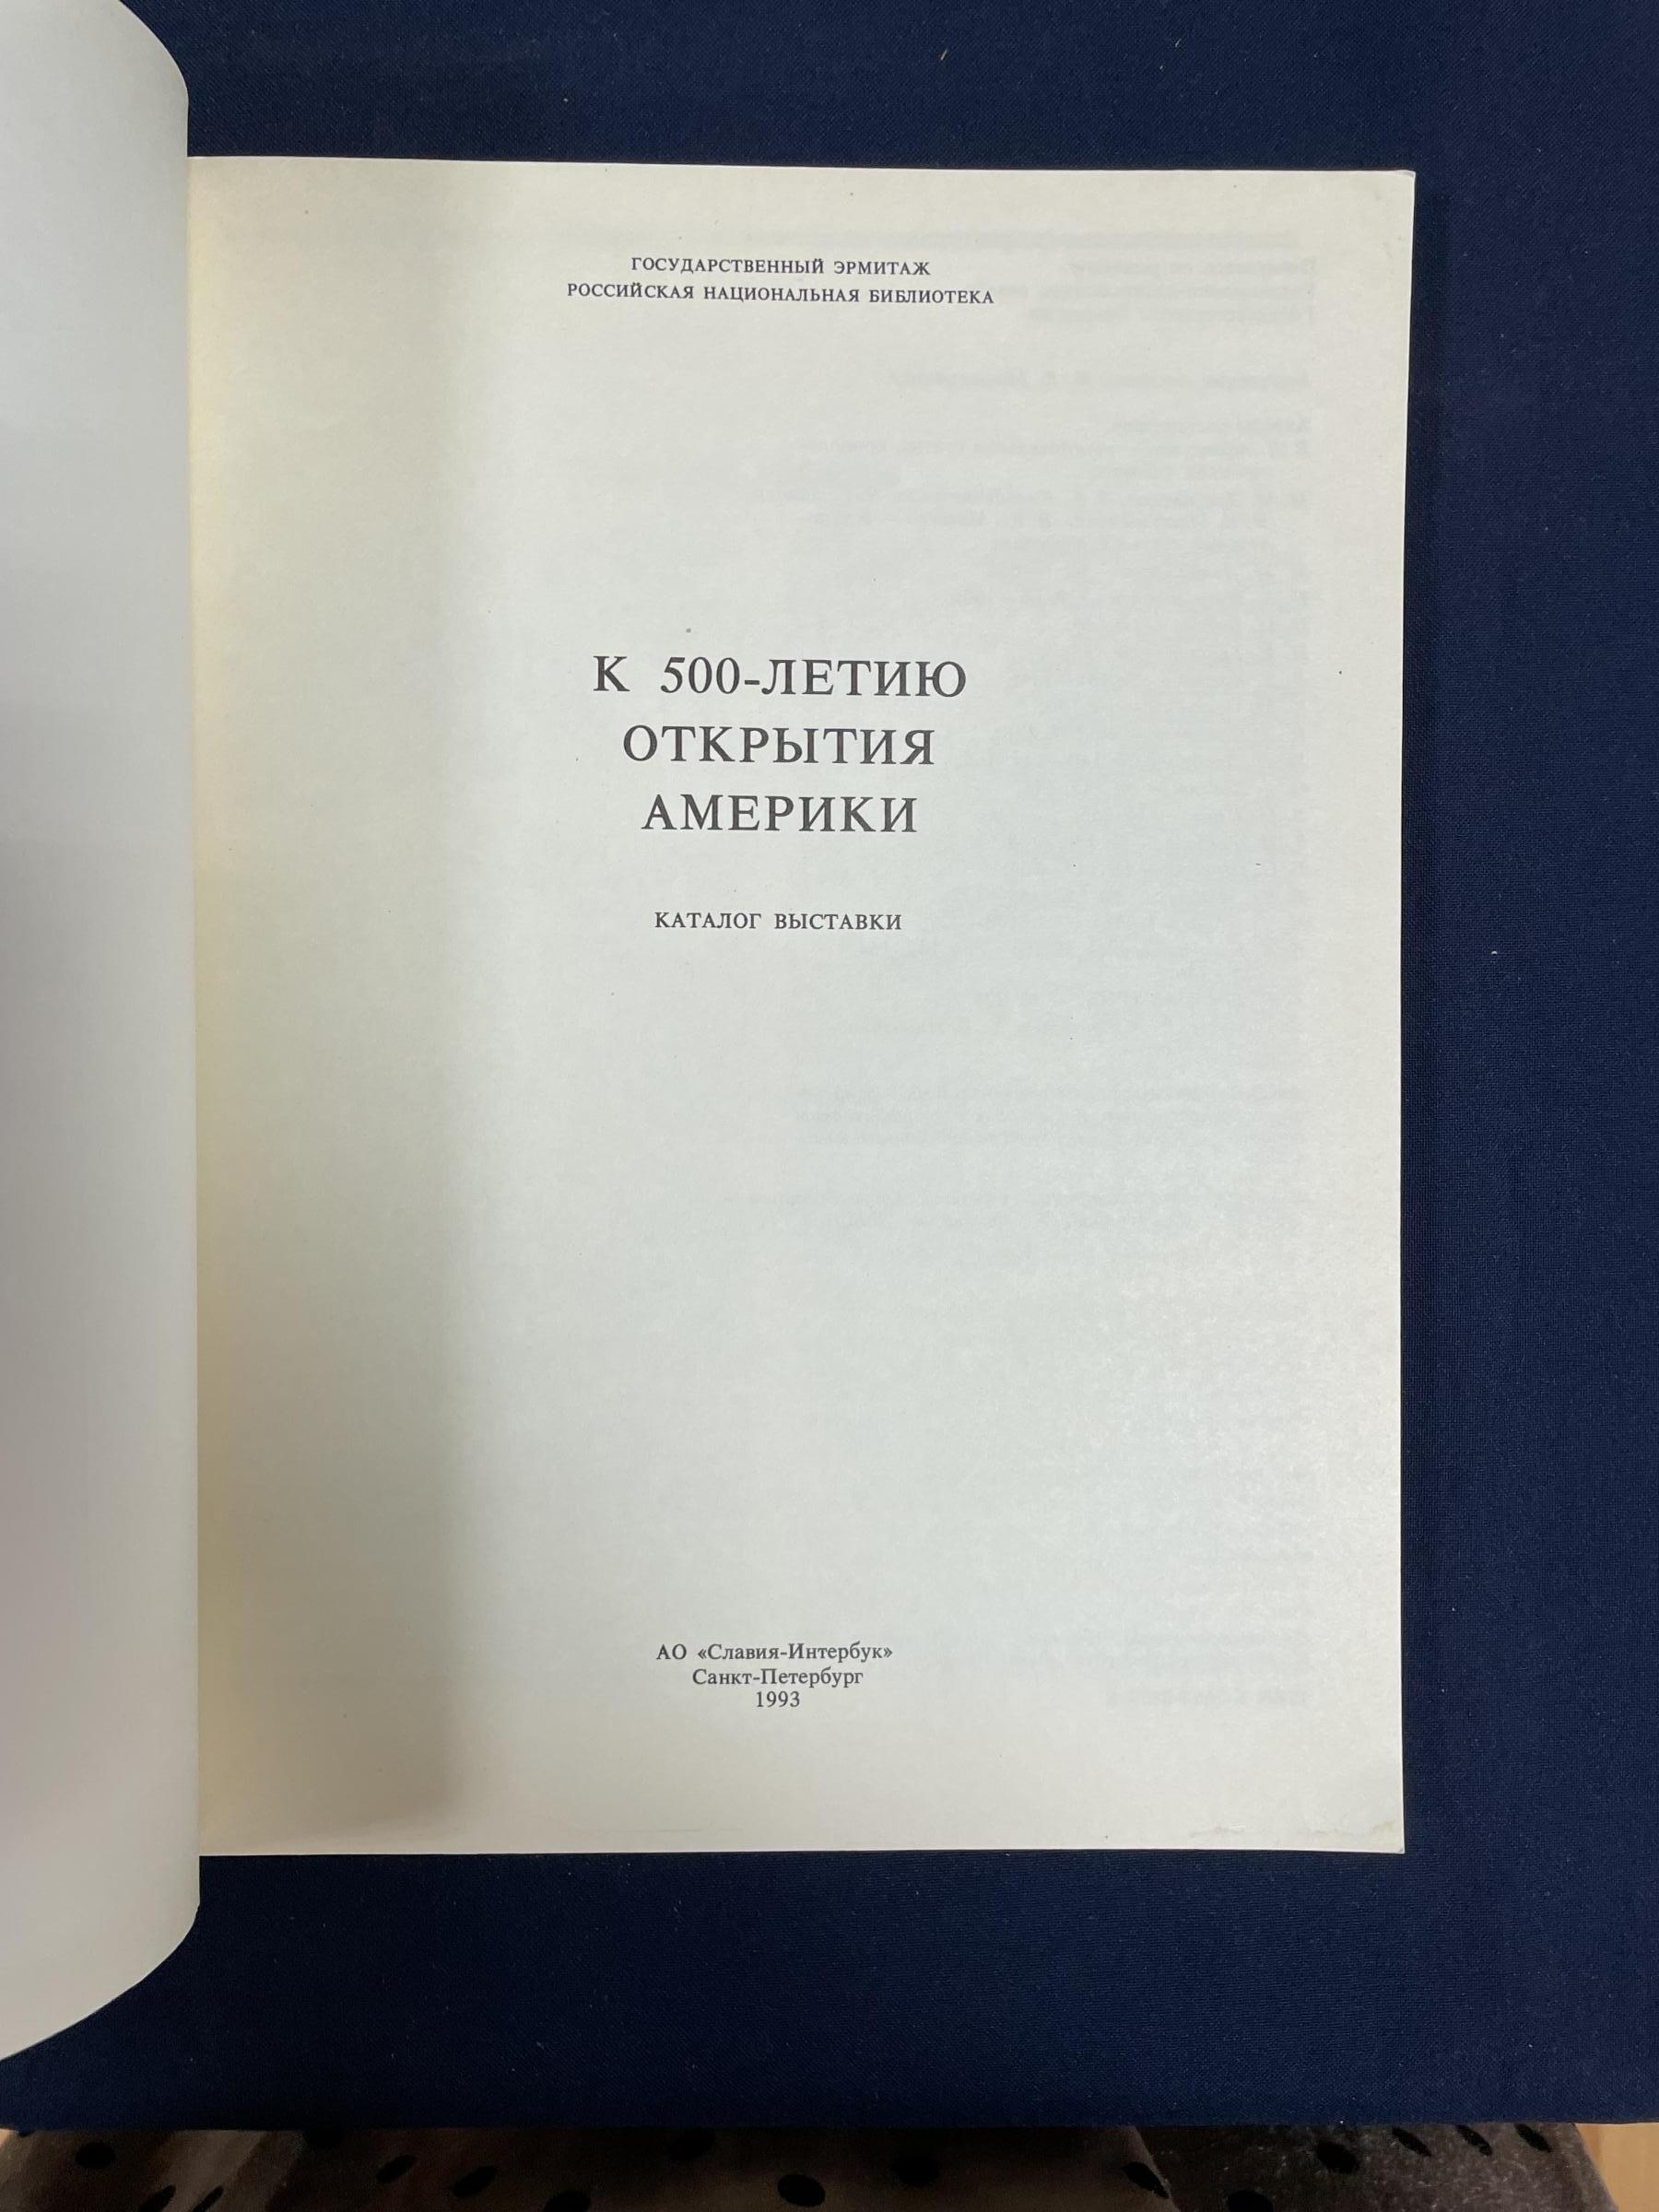 ГОСУДАРСТВЕННЫЙ ЭРМИТАЖ
РОССИЙСКАЯ НАЦИОНАЛЬНАЯ БИБЛИОТЕКА
К 500-ЛЕТИЮ
ОТКРЫТИЯ
АМЕРИКИ
КАТАЛОГ ВЫСТАВКИ
АО «Славия-Интербук»
Санкт-Петербург
1993